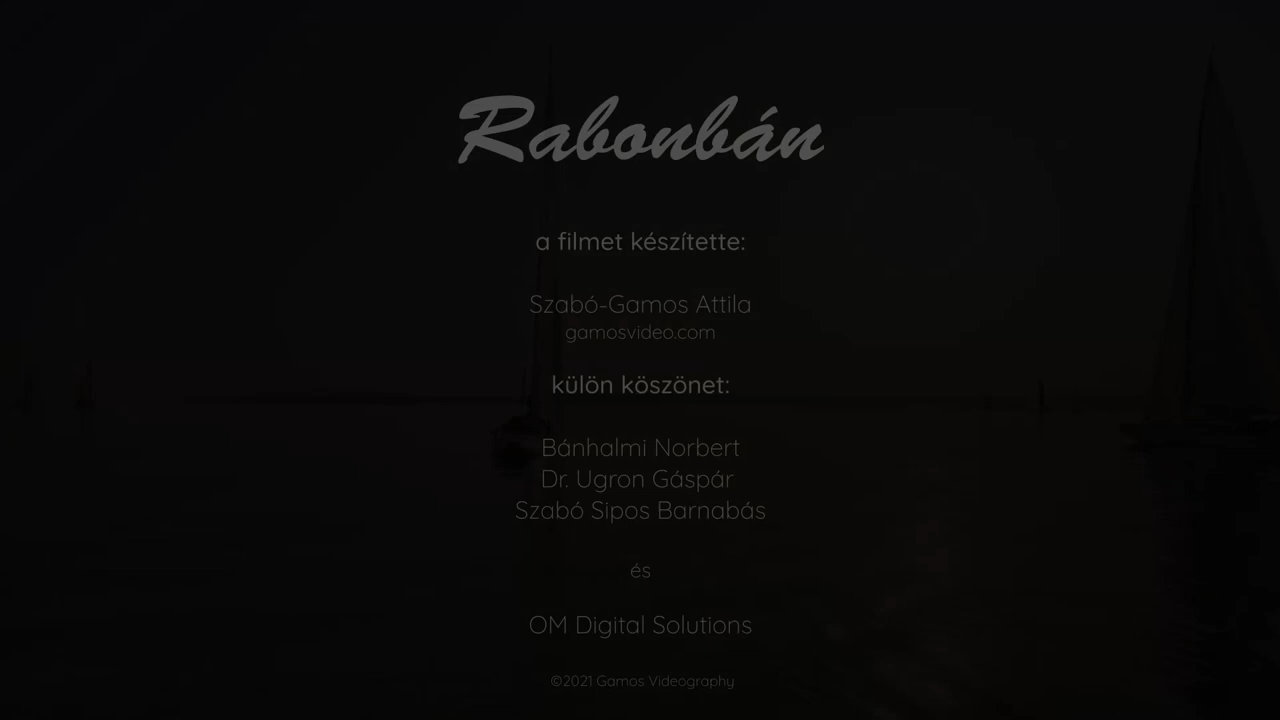 Rabonbán
a filmet készítette:
Szabó-Gamos Attila
gamosvideo.com
külön köszönet:
Bánhalmi Norbert
Dr. Ugron Gáspár
Szabó Sipos Barnabás
és
OM Digital Solutions
©2021 Gamos Videography